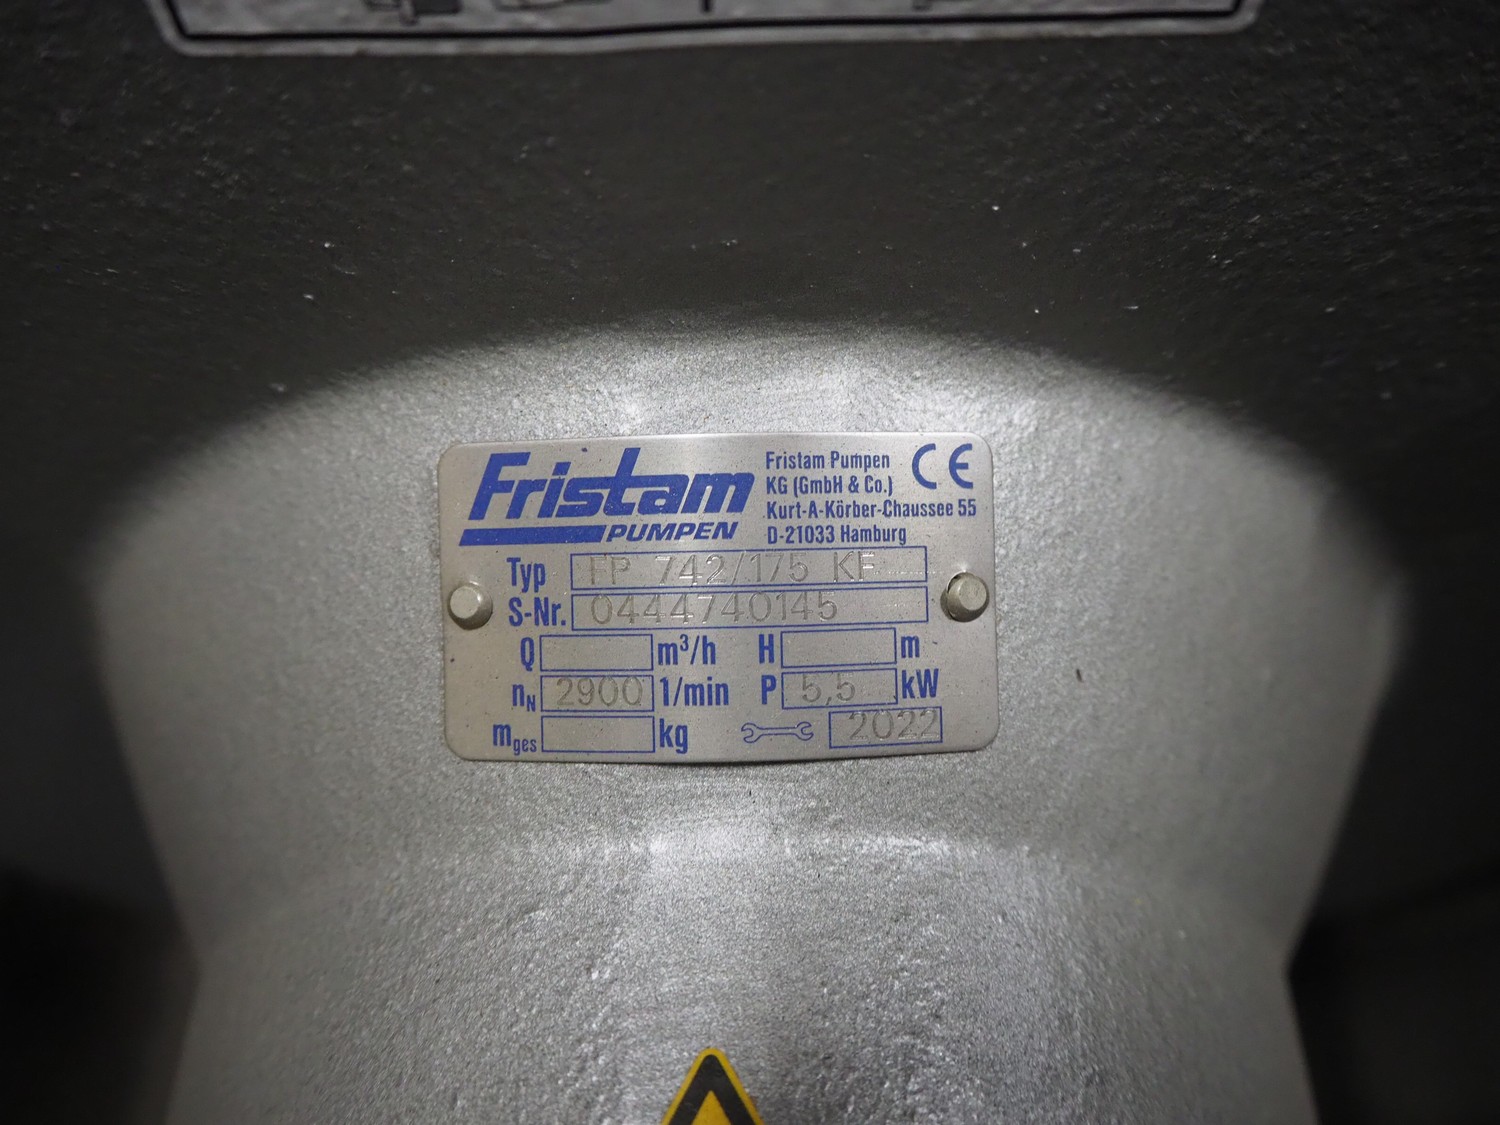 Fristam
PUMPEN
Fristam Pumpen
KG (GmbH & Co.)
Kurt-A-Körber-Chaussee 55
D-21033 Hamburg
CE
Typ FP 742/175 KF
S-Nr. 0444740145
Q m³/h H m
nN 2900 1/min P 5,5 kW
mges kg 2022